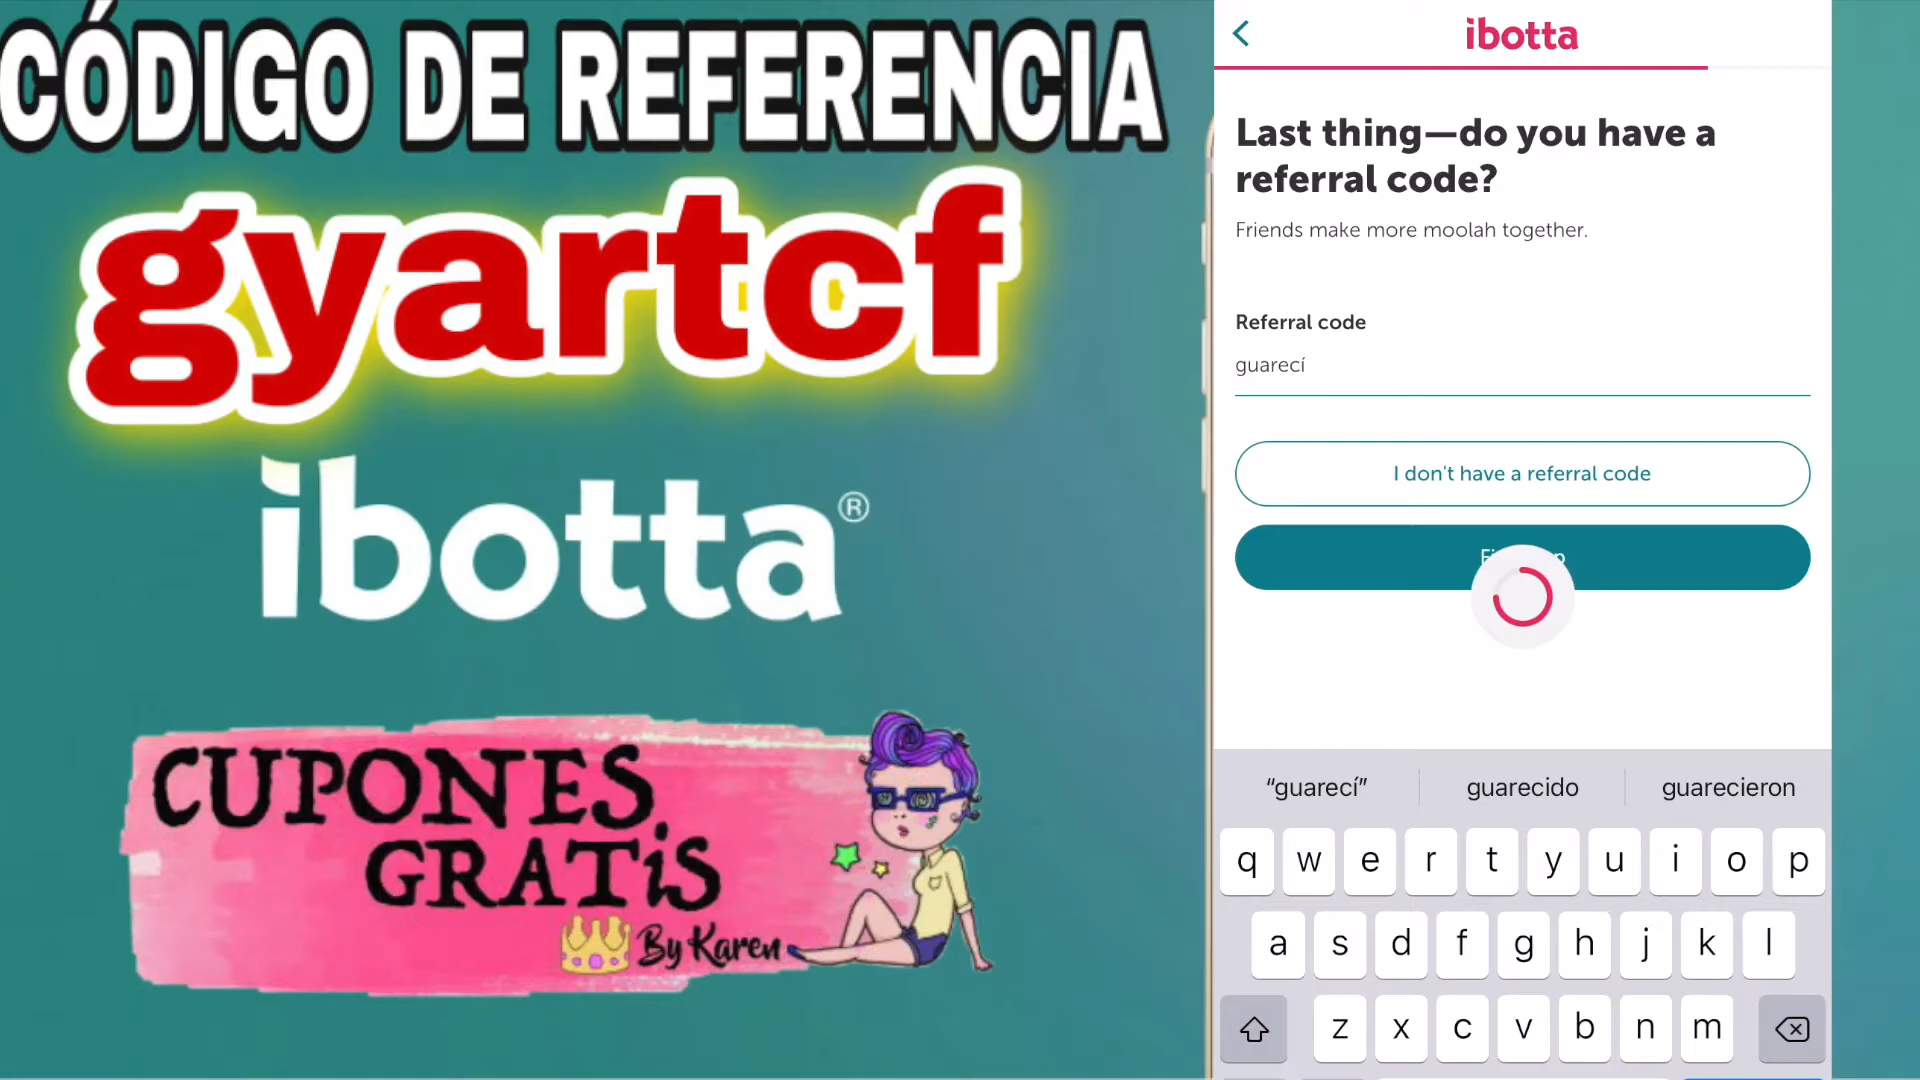 CÓDIGO DE REFERENCIA
gyartcf
ibotta®
CUPONES
GRATiS
By Karen
ibotta
Last thing—do you have a
referral code?
Friends make more moolah together.
Referral code
guarecí
I don't have a referral code
“guarecí” guarecido guarecieron
q w e r t y u i o p
a s d f g h j k l
z x c v b n m